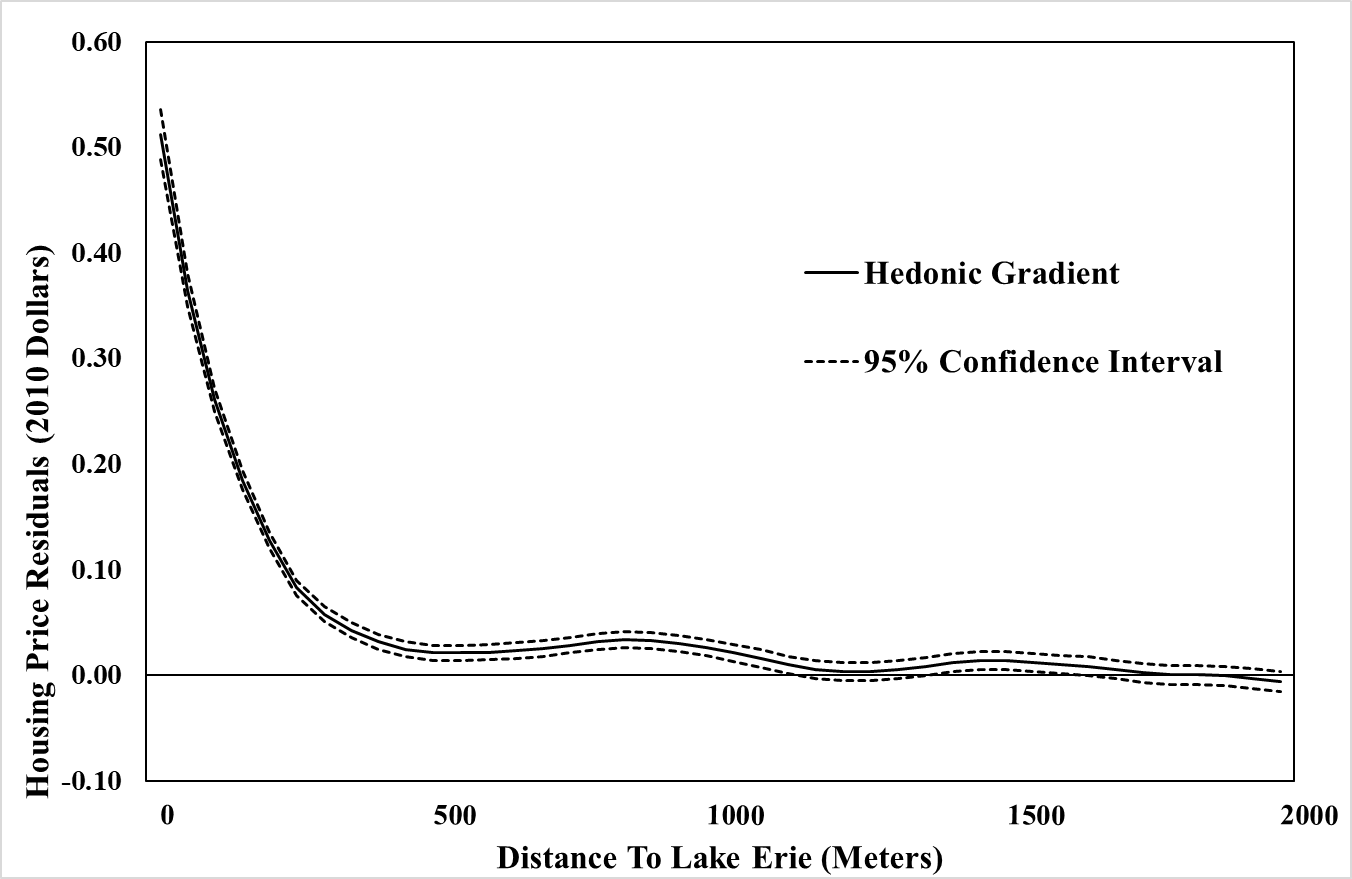 0.60
0.50
0.40
0.30
0.20
0.10
0.00
-0.10
Housing Price Residuals (2010 Dollars)
Hedonic Gradient
95% Confidence Interval
0 500 1000 1500 2000
Distance To Lake Erie (Meters)